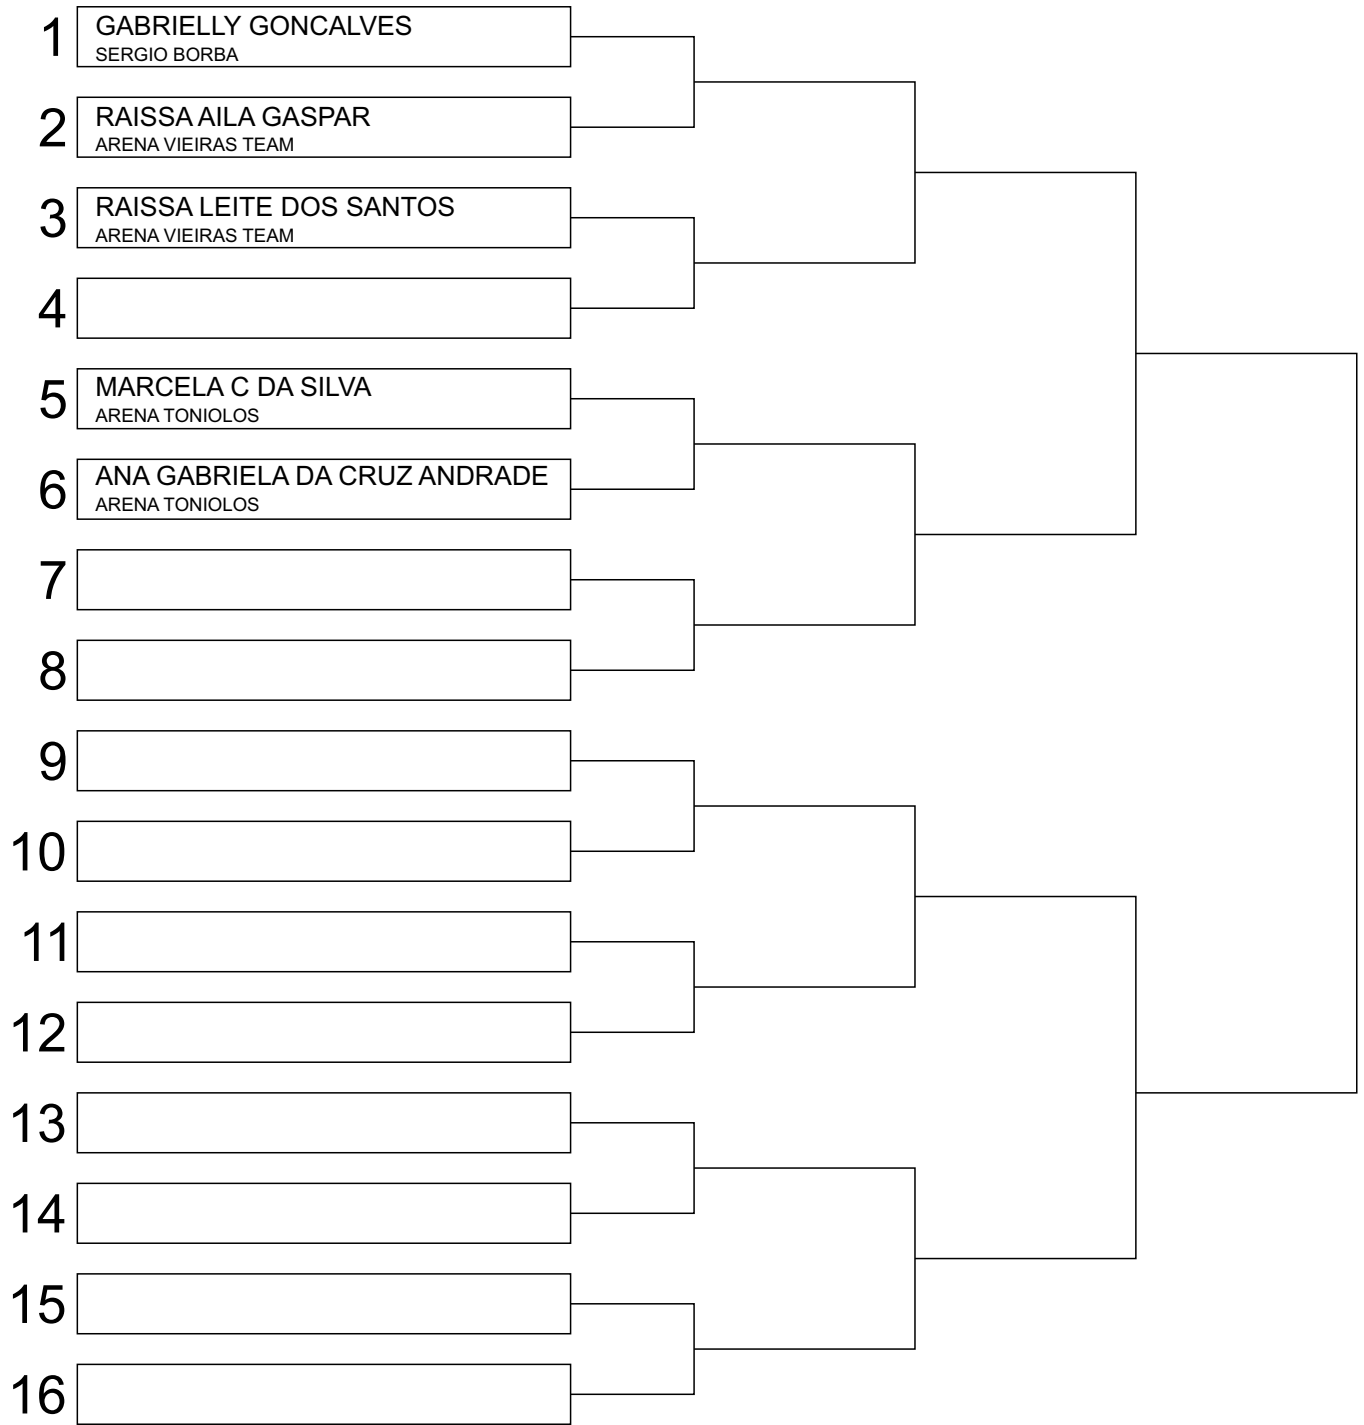 1
GABRIELLY GONCALVES
SERGIO BORBA
2
RAISSA AILA GASPAR
ARENA VIEIRAS TEAM
3
RAISSA LEITE DOS SANTOS
ARENA VIEIRAS TEAM
4
5
MARCELA C DA SILVA
ARENA TONIOLOS
6
ANA GABRIELA DA CRUZ ANDRADE
ARENA TONIOLOS
7
8
9
10
11
12
13
14
15
16